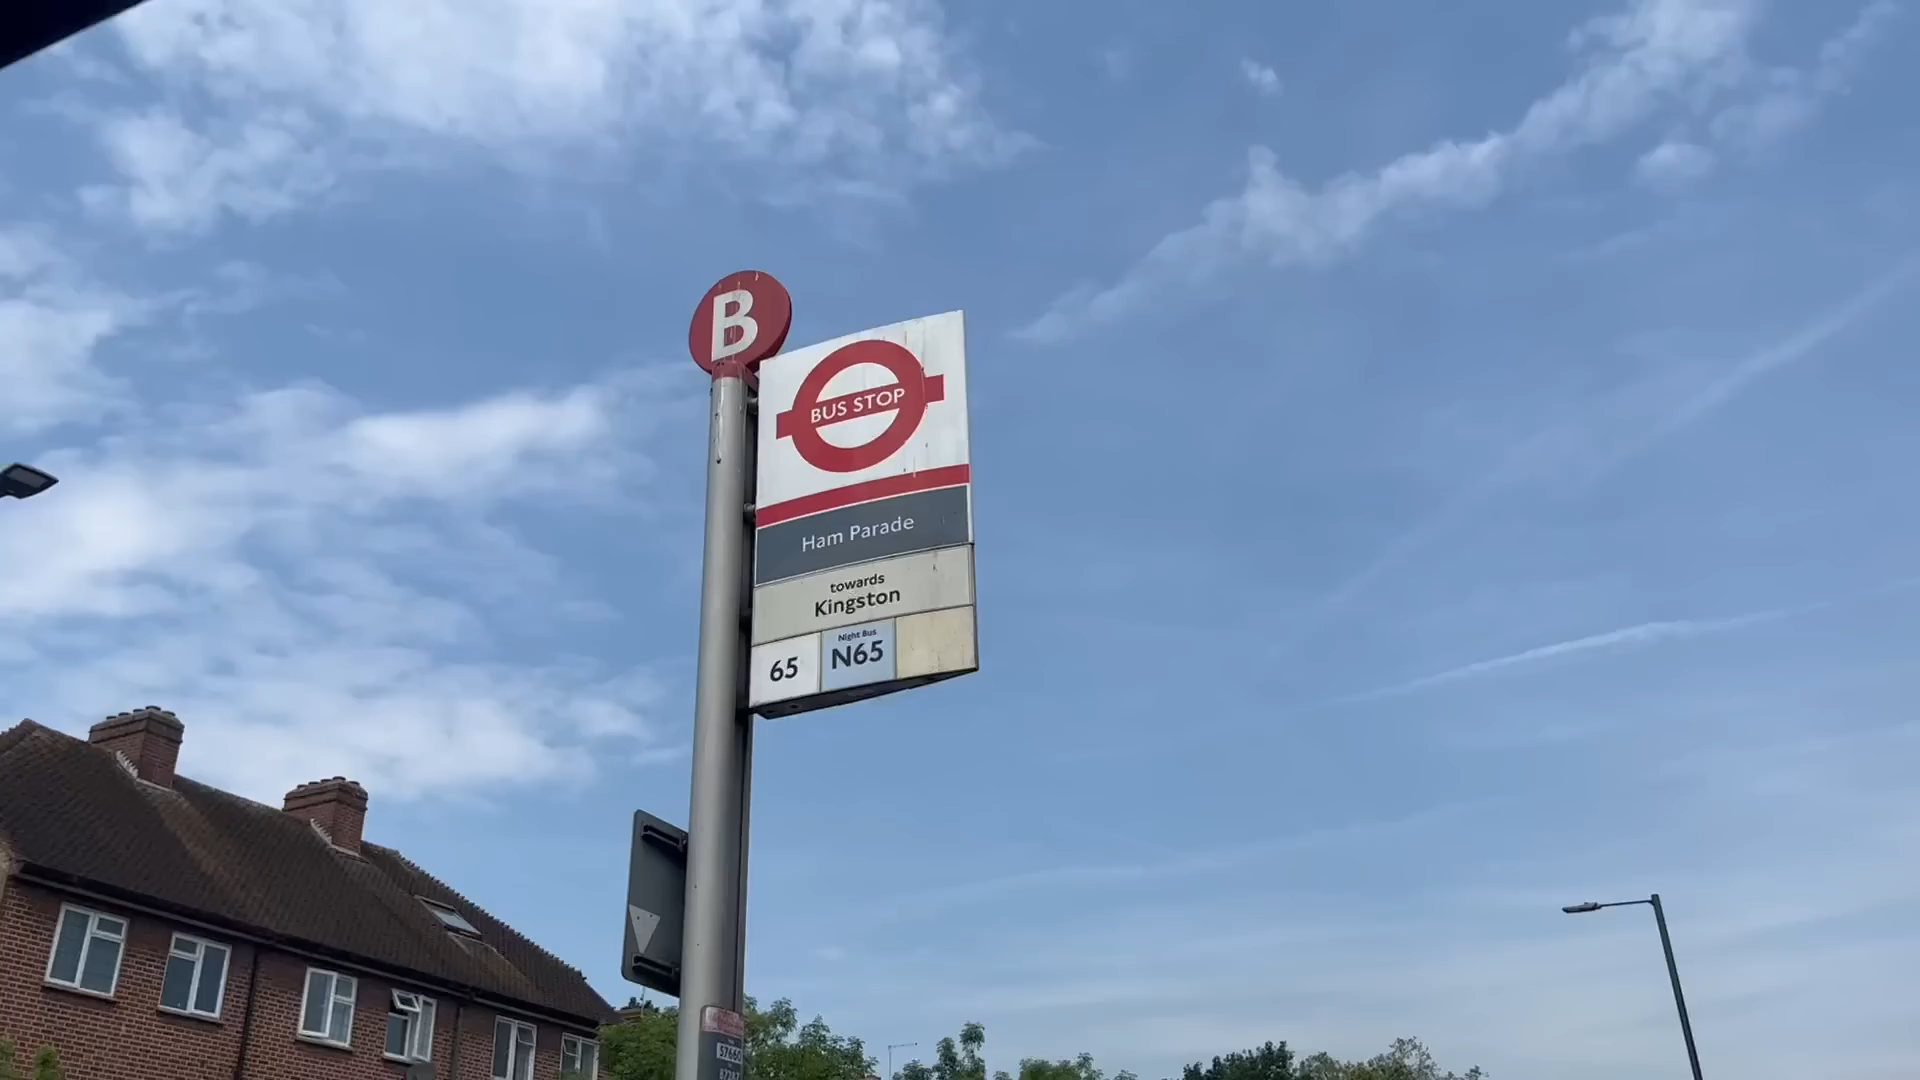 B
BUS STOP
Ham Parade
towards
Kingston
65
Night Bus
N65